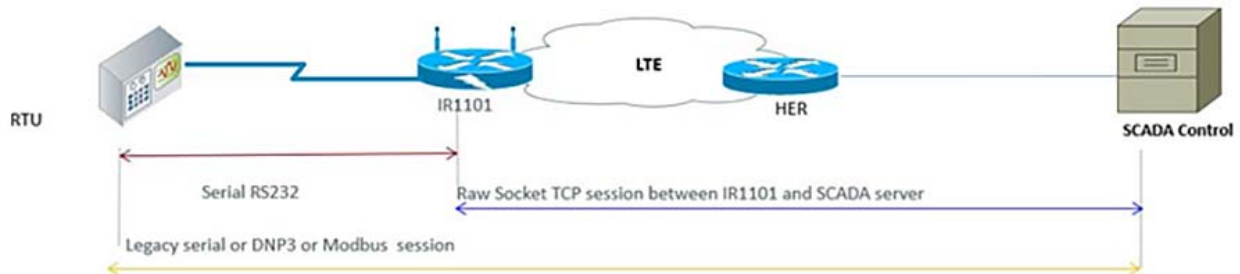 LTE
IR1101
HER
RTU
SCADA Control
Serial RS232
Raw Socket TCP session between IR1101 and SCADA server
Legacy serial or DNP3 or Modbus session